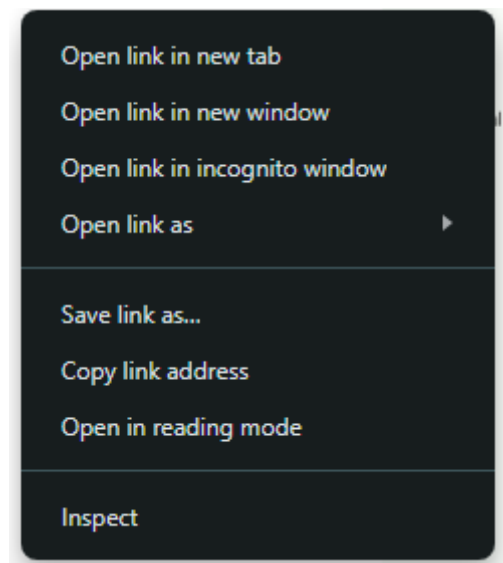 Open link in new tab
Open link in new window
Open link in incognito window
Open link as
Save link as...
Copy link address
Open in reading mode
Inspect